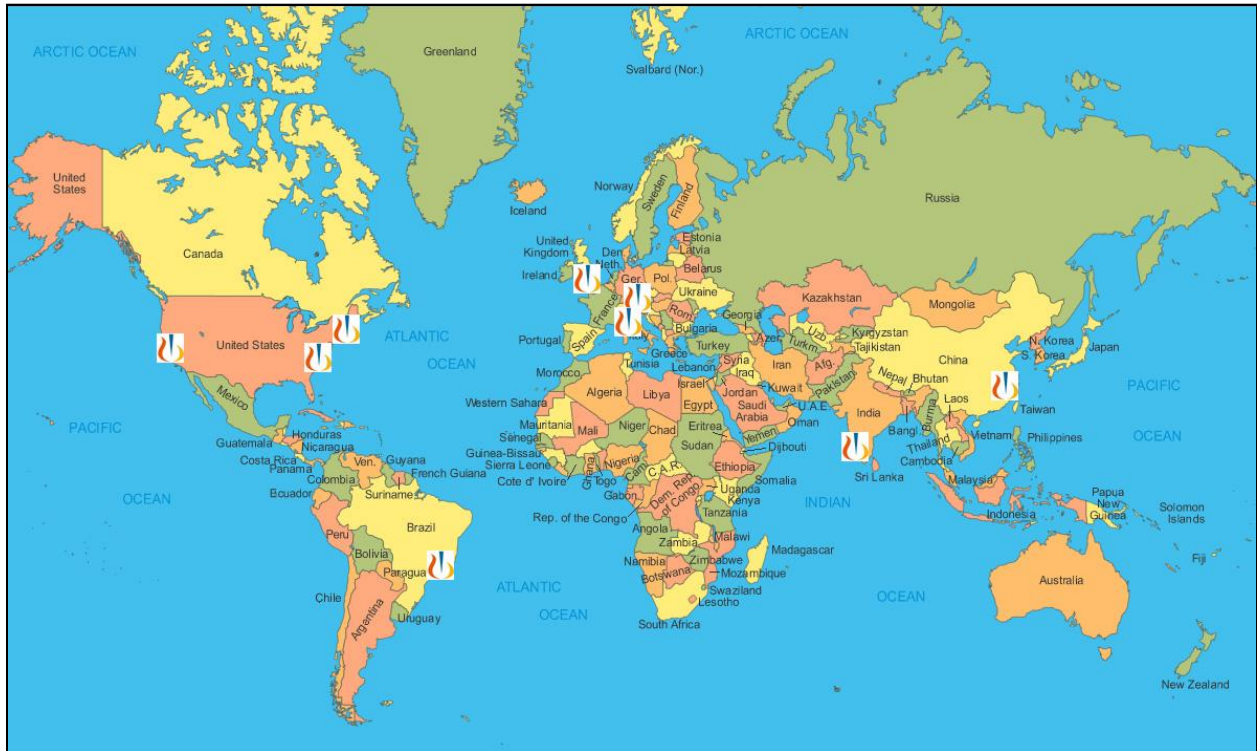 ARCTIC OCEAN
Greenland
Svalbard (Nor.)
ARCTIC OCEAN
United
States
Canada
Iceland
Norway
Sweden
Finland
Russia
United
Kingdom
Ireland
Den
Neth.
Ger.
Pol.
Estonia
Latvia
Belarus
Ukraine
France
Spain
Portugal
Rom.
Bulgaria
Greece
Turkey
Georgia
Azer.
Kazakhstan
Uzb.
Turkm.
Kyrgyzstan
Tajikistan
Mongolia
China
N. Korea
S. Korea
Japan
United States
ATLANTIC
OCEAN
Mexico
PACIFIC
OCEAN
Guatemala
Honduras
Nicaragua
Costa Rica
Panama
Ven.
Guyana
French Guiana
Suriname
Colombia
Ecuador
Peru
Brazil
Bolivia
Paragua
Chile
Argentina
Uruguay
ATLANTIC
OCEAN
Morocco
Tunisia
Algeria
Libya
Egypt
Israel
Lebanon
Syria
Iraq
Jordan
Kuwait
Saudi
Arabia
Iran
Afg.
Pakistan
U.A.E.
Oman
Yemen
Western Sahara
Mauritania
Mali
Niger
Chad
Sudan
Eritrea
Djibouti
Senegal
Guinea-Bissau
Sierra Leone
Cote d' Ivoire
Ghana
Togo
Nigeria
Cam.
C.A.R.
Ethiopia
Somalia
Gabon
Rep. of the Congo
Dem. Rep.
of Congo
Uganda
Kenya
Tanzania
Angola
Zambia
Malawi
Namibia
Botswana
Zimbabwe
Mozambique
Madagascar
Swaziland
Lesotho
South Africa
INDIAN
OCEAN
Nepal
Bhutan
India
Bangl.
Burma
Laos
Thailand
Vietnam
Cambodia
Sri Lanka
Taiwan
Philippines
Malaysia
Indonesia
Papua
New
Guinea
Solomon
Islands
Fiji
PACIFIC
OCEAN
Australia
New Zealand